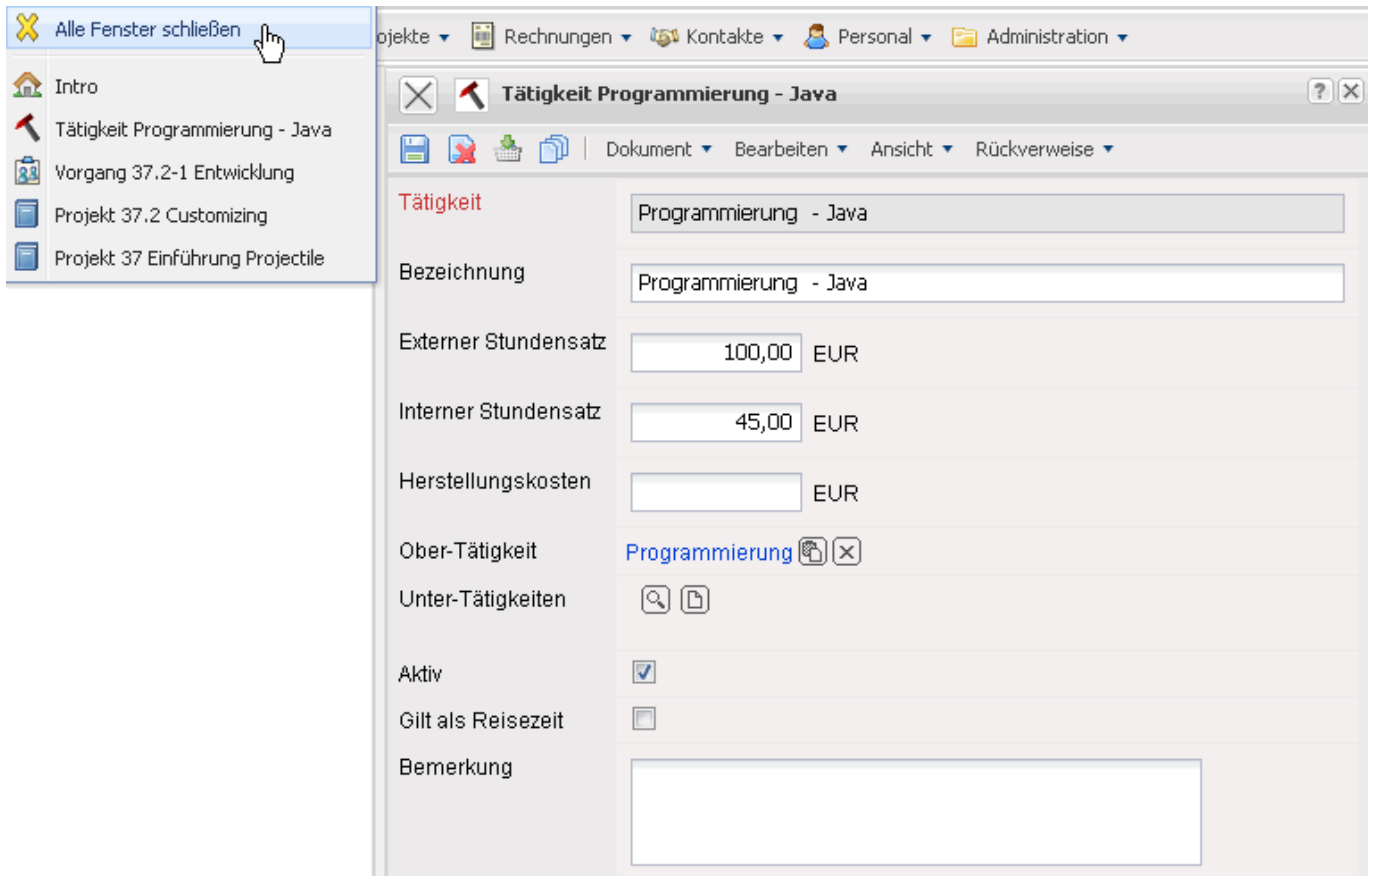 Alle Fenster schließen
Intro
Tätigkeit Programmierung - Java
Vorgang 37.2-1 Entwicklung
Projekt 37.2 Customizing
Projekt 37 Einführung Projectile
ojekte Rechnungen Kontakte Personal Administration
Tätigkeit Programmierung - Java ?
Dokument Bearbeiten Ansicht Rückverweise
Tätigkeit Programmierung - Java
Bezeichnung Programmierung - Java
Externer Stundensatz 100,00 EUR
Interner Stundensatz 45,00 EUR
Herstellungskosten EUR
Ober-Tätigkeit Programmierung
Unter-Tätigkeiten
Aktiv
Gilt als Reisezeit
Bemerkung